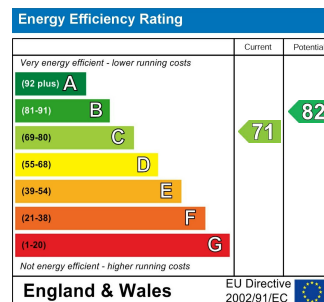 Energy Efficiency Rating
Current
Potential
Very energy efficient - lower running costs
(92 plus) A
(81-91) B
(69-80) C
(55-68) D
(39-54) E
(21-38) F
(1-20) G
71
82
Not energy efficient - higher running costs
England & Wales
EU Directive
2002/91/EC